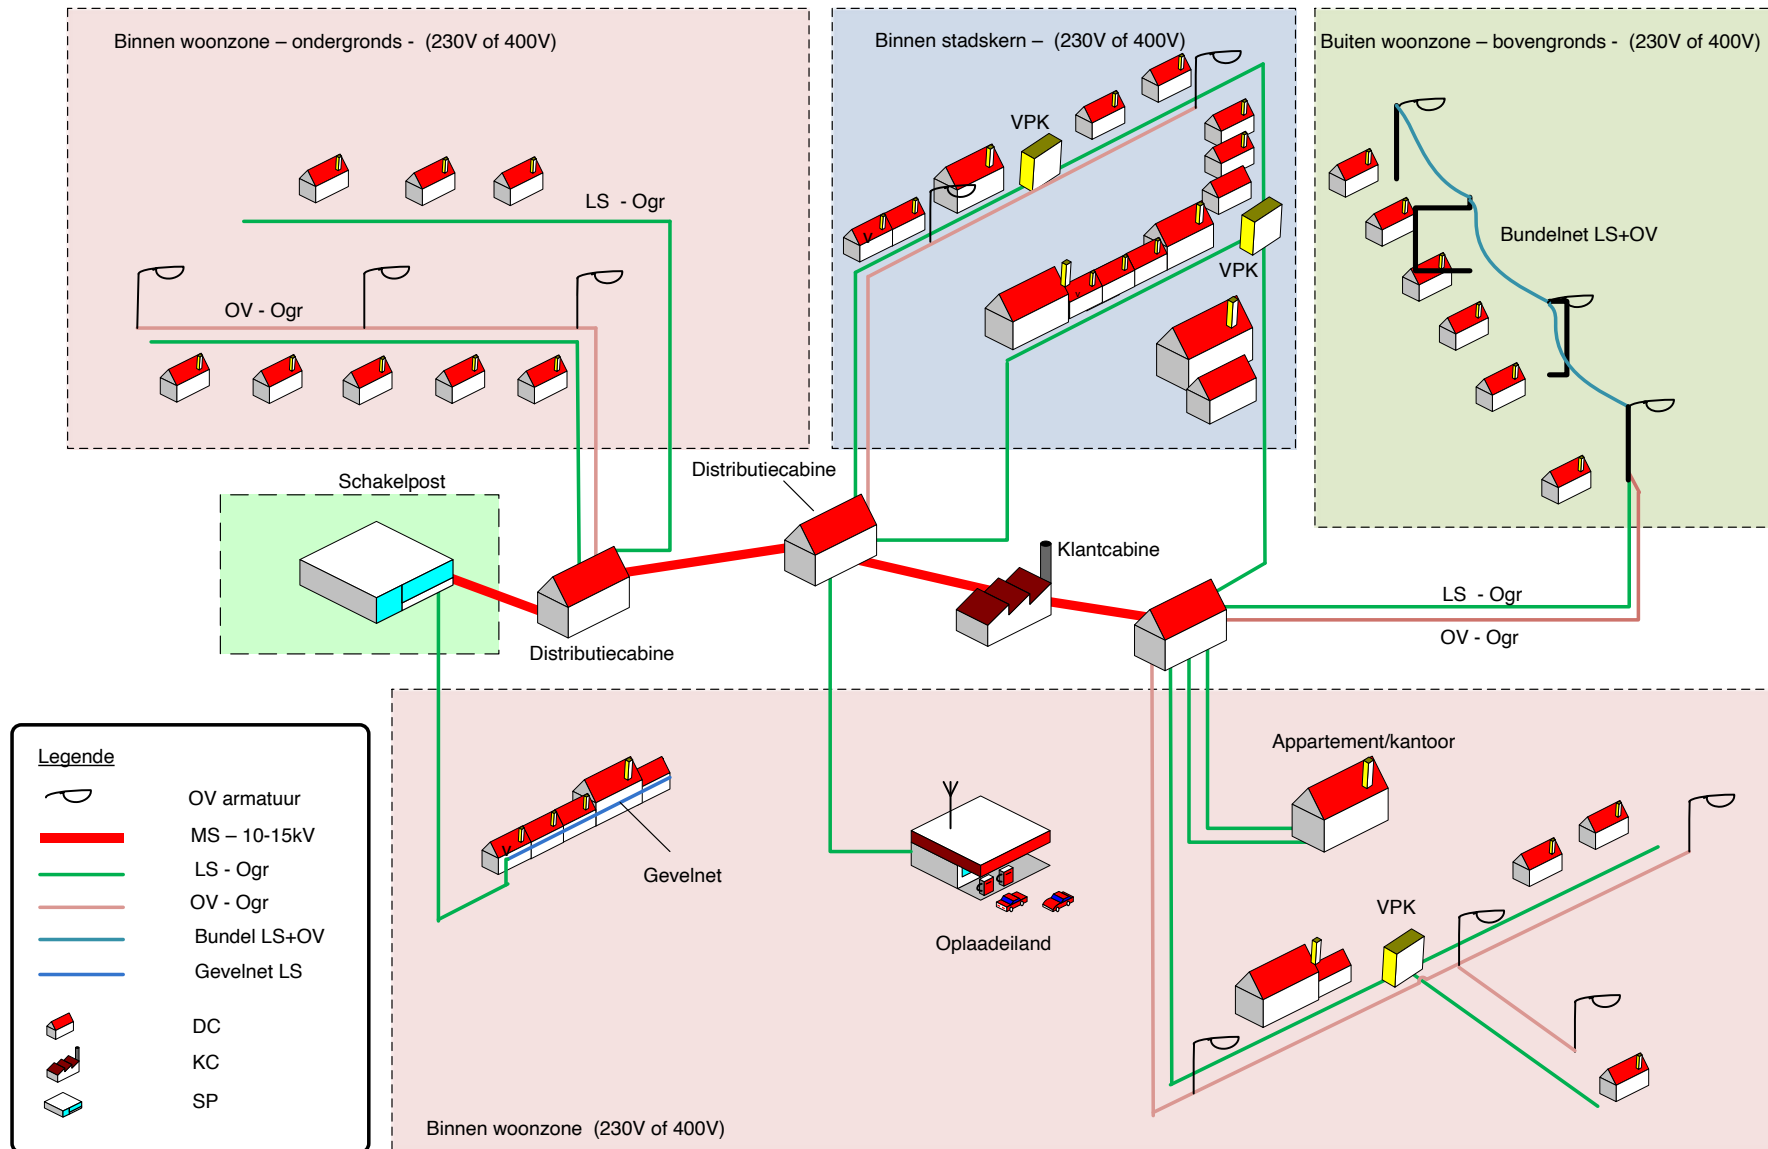 Binnen woonzone – ondergronds - (230V of 400V)
Binnen stadskern – (230V of 400V)
Buiten woonzone – bovengronds - (230V of 400V)
VPK
LS - Ogr
Bundelnet LS+OV
VPK
OV - Ogr
Distributiecabine
Schakelpost
Klantcabine
LS - Ogr
OV - Ogr
Distributiecabine
Appartement/kantoor
Legende
OV armatuur
MS – 10-15kV
LS - Ogr
OV - Ogr
Bundel LS+OV
Gevelnet LS
DC
KC
SP
Gevelnet
Oplaadeiland
VPK
Binnen woonzone (230V of 400V)